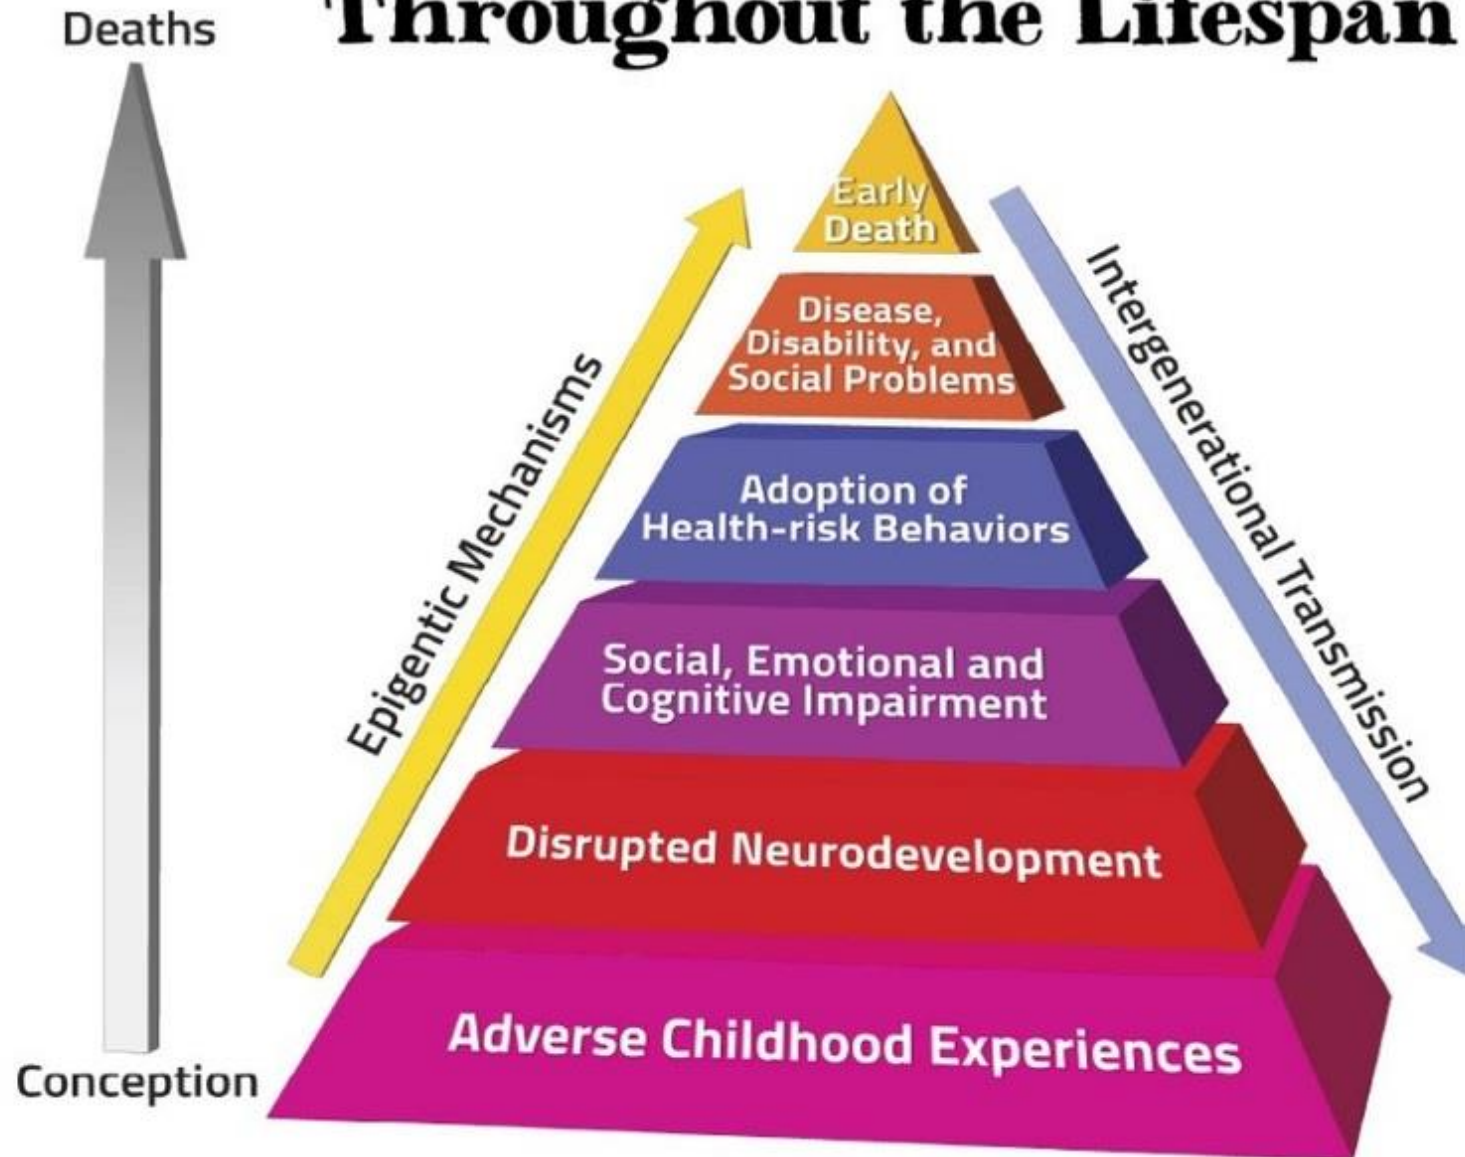 Throughout the Lifespan
Deaths
Early
Death
Disease,
Disability, and
Social Problems
Adoption of
Health-risk Behaviors
Social, Emotional and
Cognitive Impairment
Disrupted Neurodevelopment
Adverse Childhood Experiences
Epigentic Mechanisms
Intergenerational Transmission
Conception